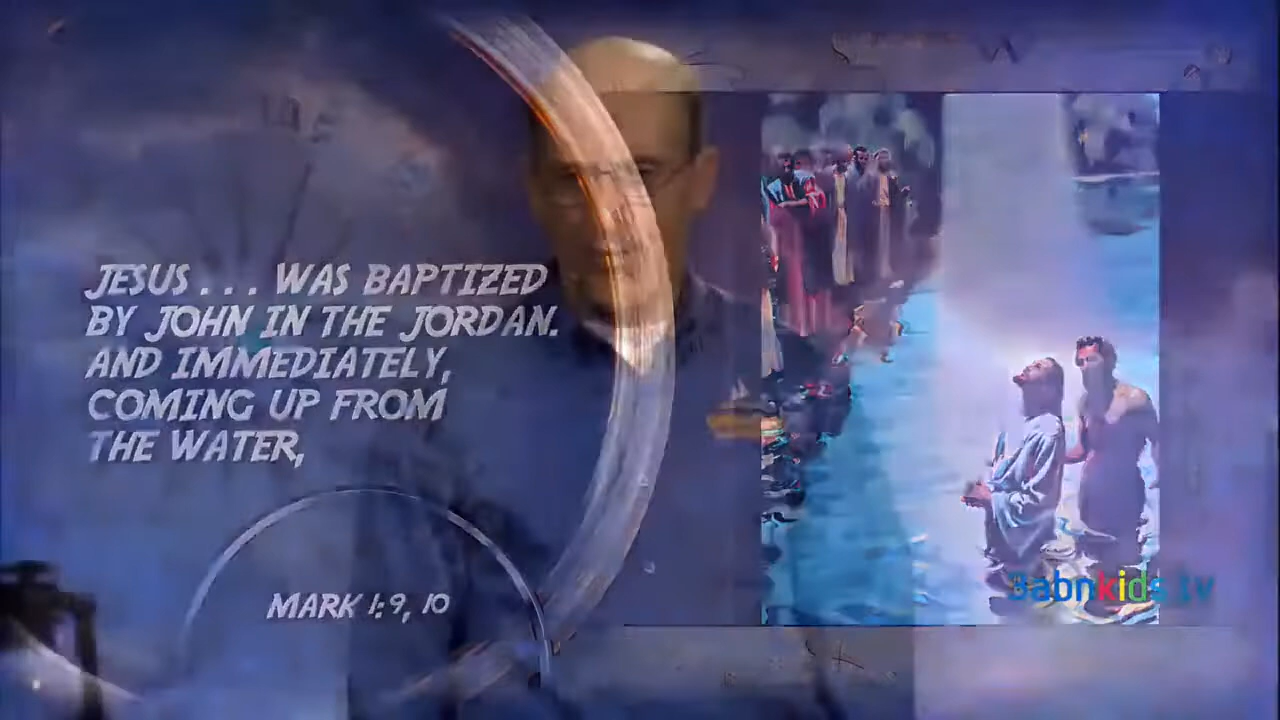 JESUS . . . WAS BAPTIZED
BY JOHN IN THE JORDAN.
AND IMMEDIATELY,
COMING UP FROM
THE WATER,
MARK 1:9, 10
3abnkids.tv